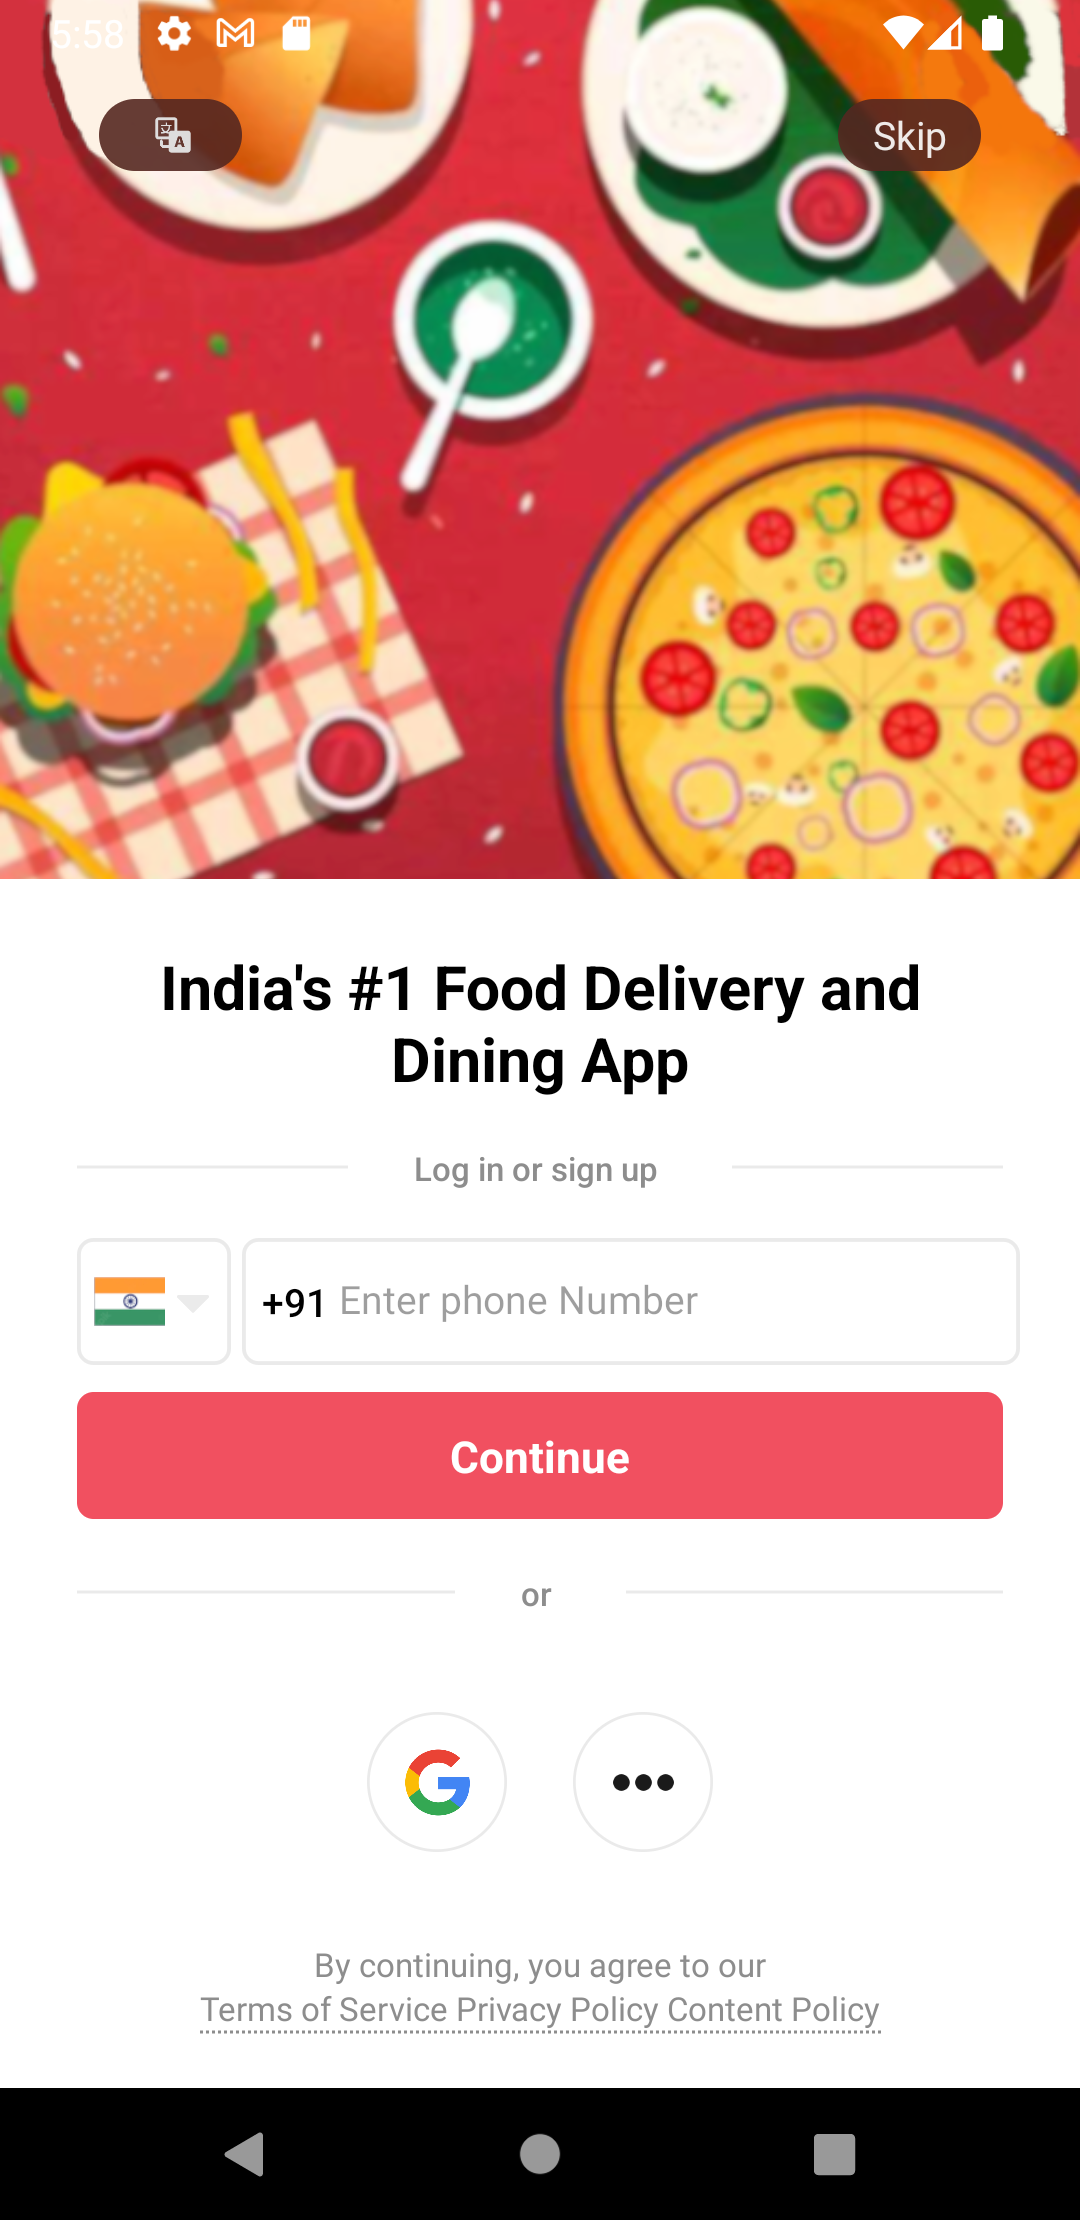 5:58
Skip
India's #1 Food Delivery and
Dining App
Log in or sign up
+91 Enter phone Number
Continue
or
By continuing, you agree to our
Terms of Service Privacy Policy Content Policy